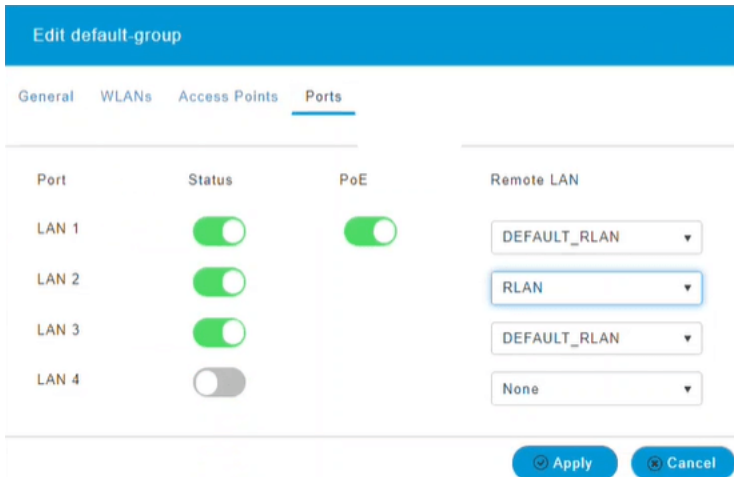 Edit default-group
General WLANs Access Points Ports
Port Status PoE Remote LAN
LAN 1 DEFAULT_RLAN
LAN 2 RLAN
LAN 3 DEFAULT_RLAN
LAN 4 None
Apply Cancel